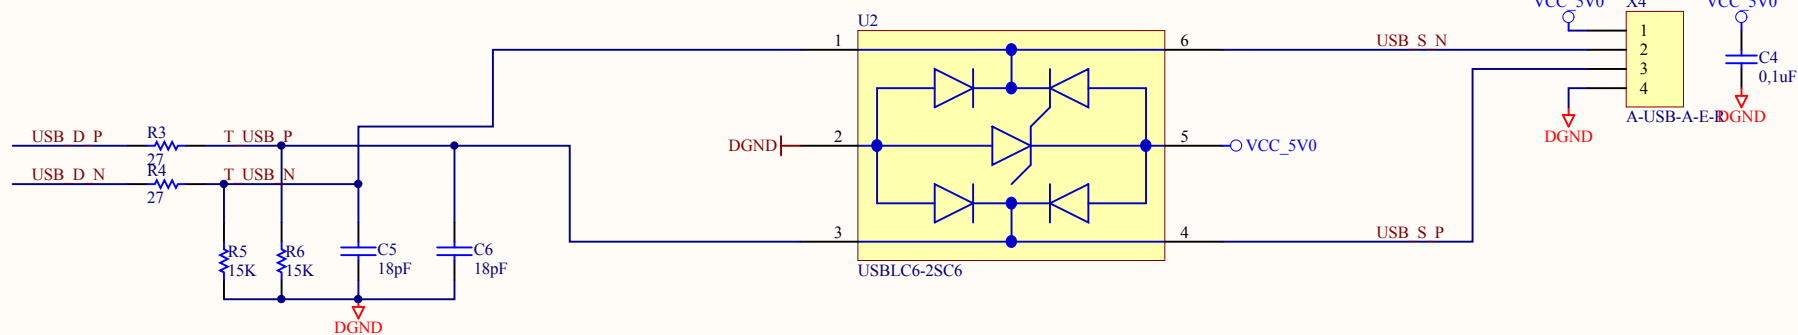 VCC_5V0
X4
VCC_5V0
U2
1
6
USB_S_N
1
2
3
4
C4
0,1uF
A-USB-A-E-R
DGND
DGND
USB_D_P
R3
27
T_USB_P
DGND
2
5
VCC_5V0
USB_D_N
R4
27
T_USB_N
3
4
USB_S_P
R5
15K
R6
15K
C5
18pF
C6
18pF
USBLC6-2SC6
DGND